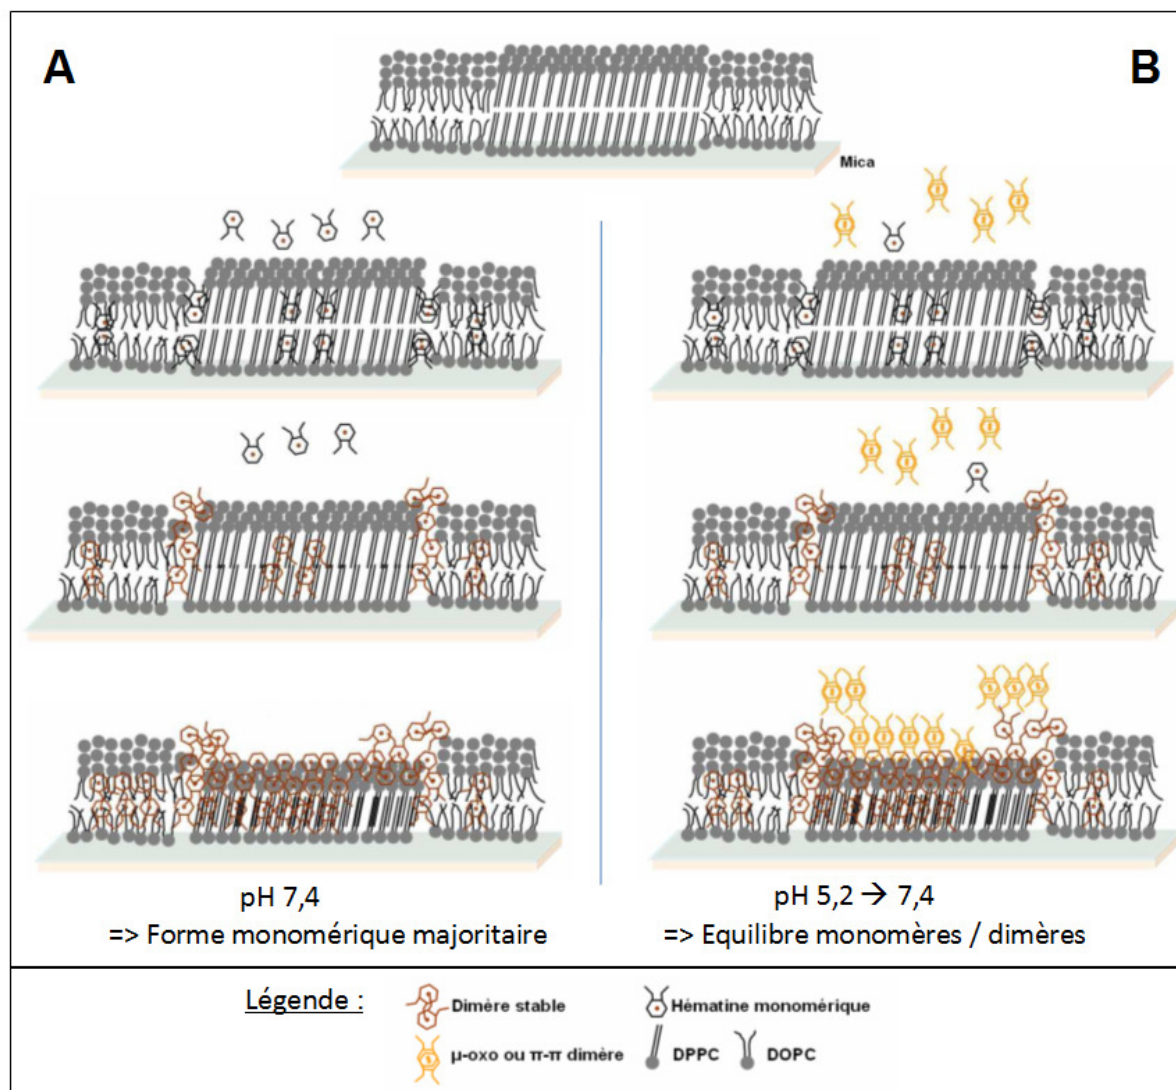 A
B
Mica
pH 7,4
=> Forme monomérique majoritaire
pH 5,2 → 7,4
=> Equilibre monomères / dimères
Légende :
Dimère stable
Hématine monomérique
µ-oxo ou π-π dimère
DPPC
DOPC